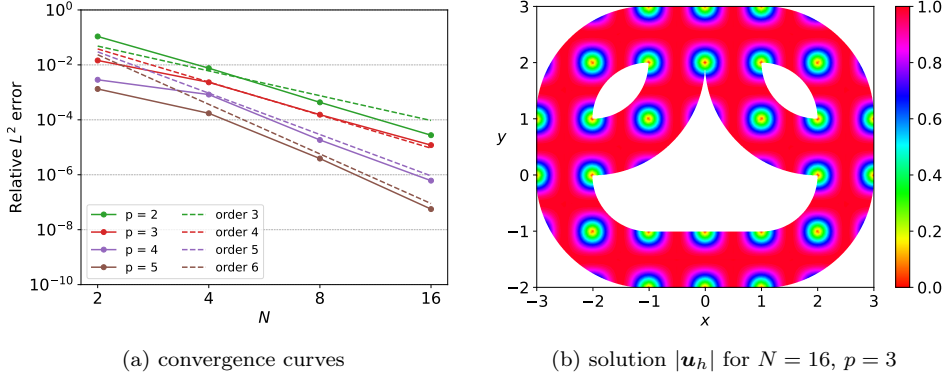 10^0
10^−2
10^−4
10^−6
10^−8
10^−10
Relative L^2 error
2 4 8 16
N
p = 2 order 3
p = 3 order 4
p = 4 order 5
p = 5 order 6
3
2
1
0
−1
−2
y
−3 −2 −1 0 1 2 3
x
1.0
0.8
0.6
0.4
0.2
0.0
(a) convergence curves
(b) solution |u_h| for N = 16, p = 3